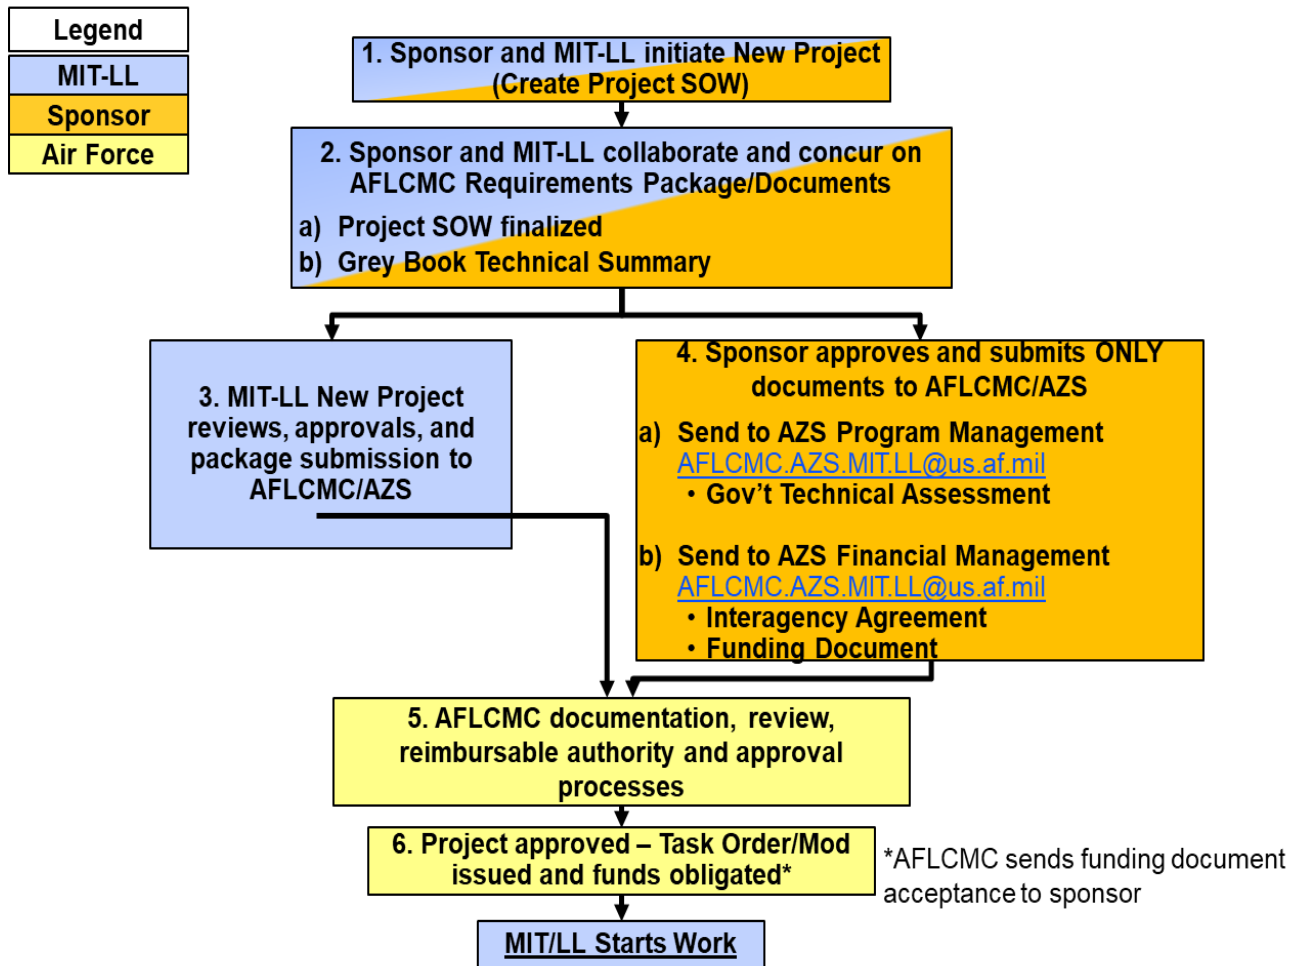 Legend
MIT-LL
Sponsor
Air Force
1. Sponsor and MIT-LL initiate New Project
(Create Project SOW)
2. Sponsor and MIT-LL collaborate and concur on
AFLCMC Requirements Package/Documents
a) Project SOW finalized
b) Grey Book Technical Summary
3. MIT-LL New Project
reviews, approvals, and
package submission to
AFLCMC/AZS
4. Sponsor approves and submits ONLY
documents to AFLCMC/AZS
a) Send to AZS Program Management
AFLCMC.AZS.MIT.LL@us.af.mil
• Gov't Technical Assessment
b) Send to AZS Financial Management
AFLCMC.AZS.MIT.LL@us.af.mil
• Interagency Agreement
• Funding Document
5. AFLCMC documentation, review,
reimbursable authority and approval
processes
6. Project approved – Task Order/Mod
issued and funds obligated*
*AFLCMC sends funding document
acceptance to sponsor
MIT/LL Starts Work